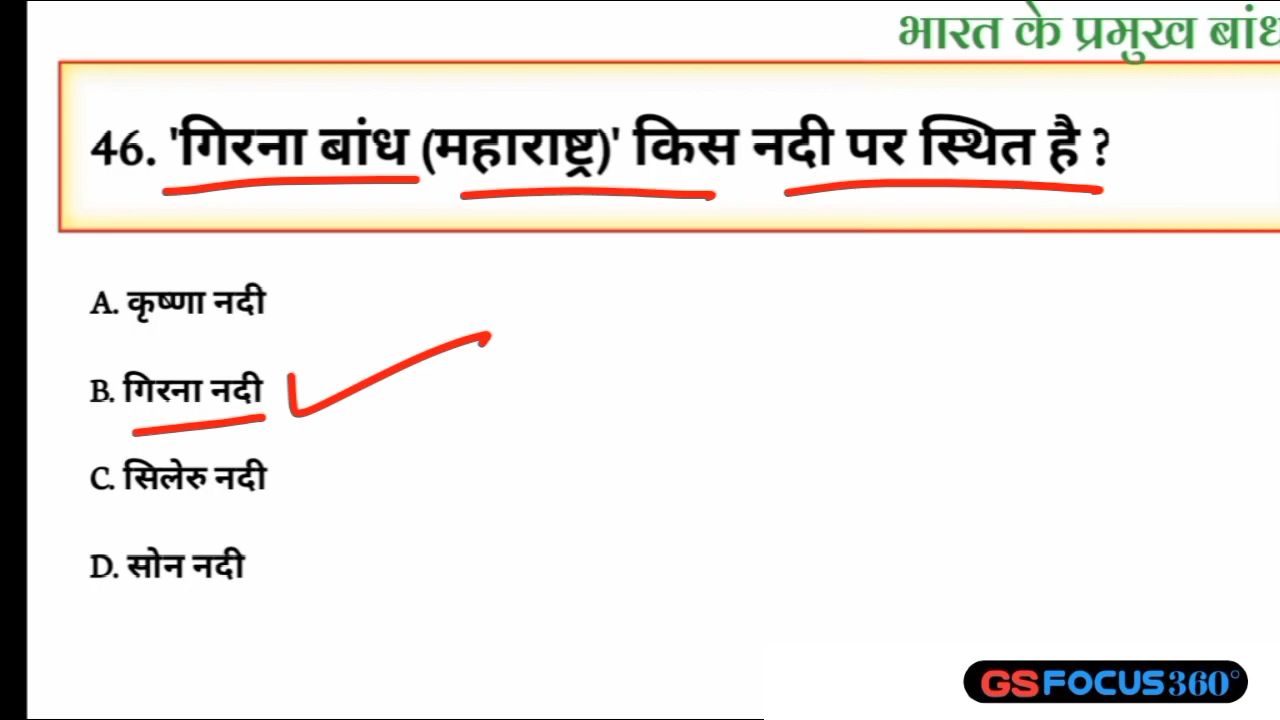 भारत के प्रमुख बांध
46. 'गिरना बांध (महाराष्ट्र)' किस नदी पर स्थित है ?
A. कृष्णा नदी
B. गिरना नदी
C. सिलेरु नदी
D. सोन नदी
GSFOCUS360°